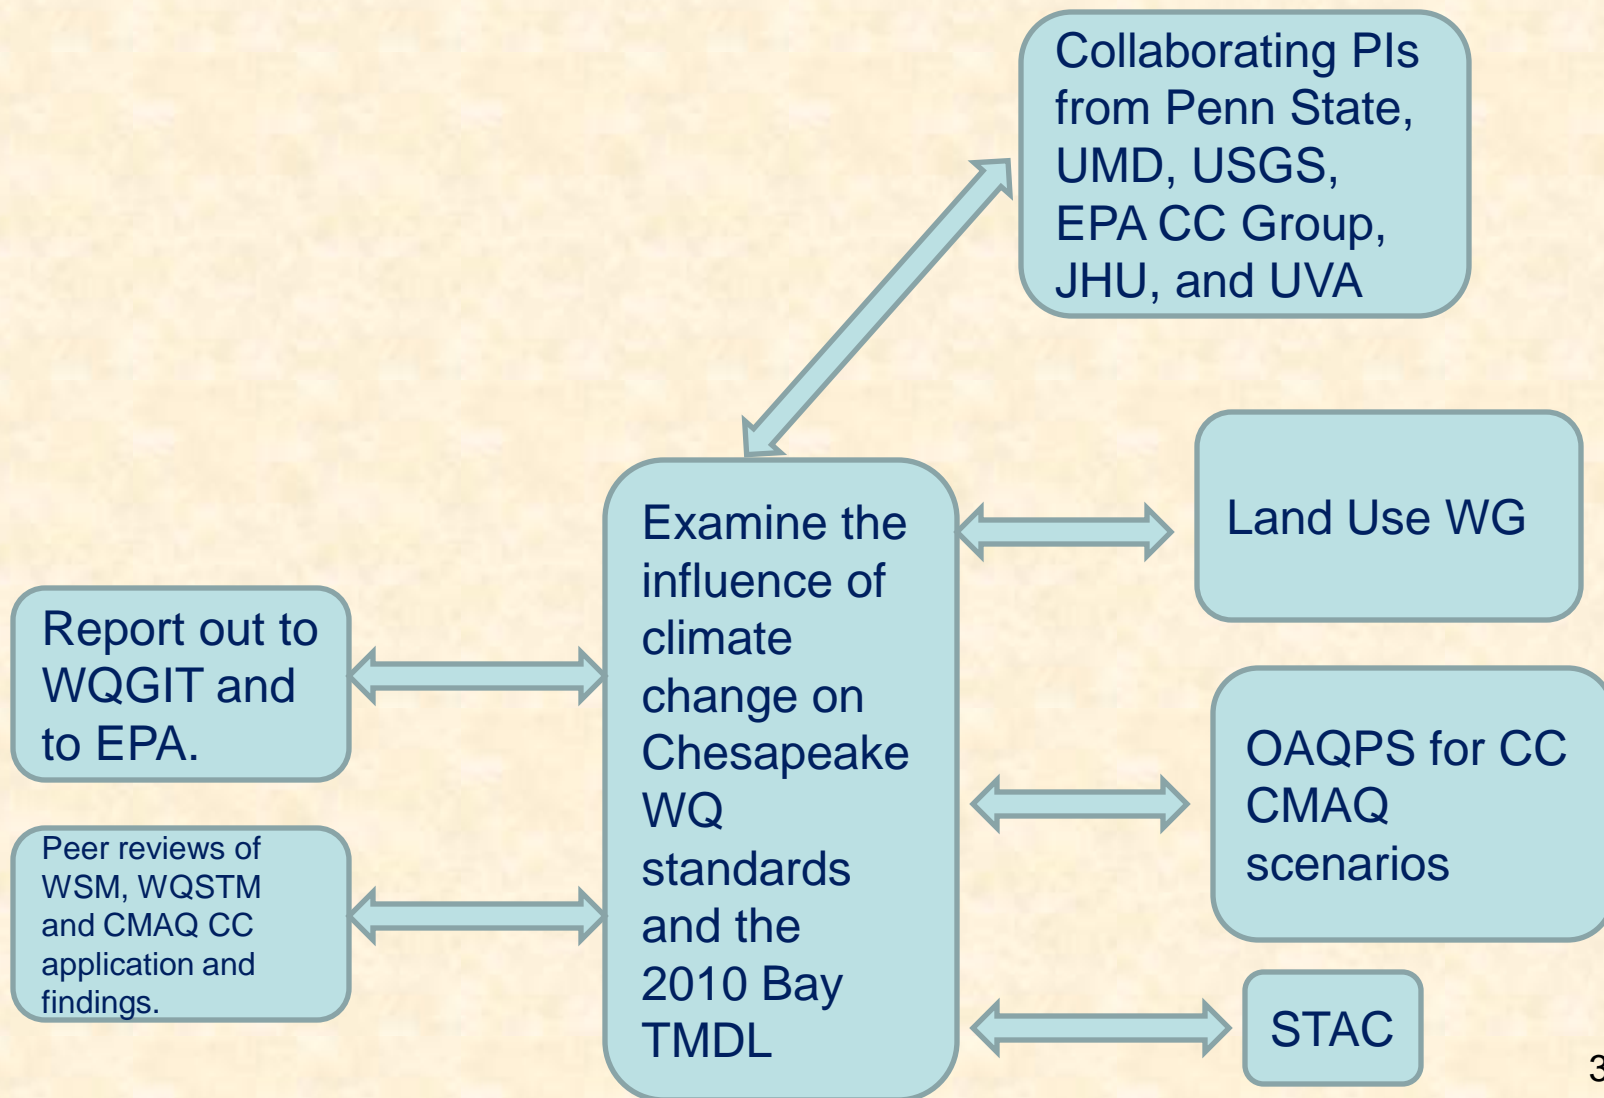 Collaborating PIs
from Penn State,
UMD, USGS,
EPA CC Group,
JHU, and UVA
Land Use WG
Examine the
influence of
climate
change on
Chesapeake
WQ
standards
and the
2010 Bay
TMDL
Report out to
WQGIT and
to EPA.
OAQPS for CC
CMAQ
scenarios
Peer reviews of
WSM, WQSTM
and CMAQ CC
application and
findings.
STAC
3